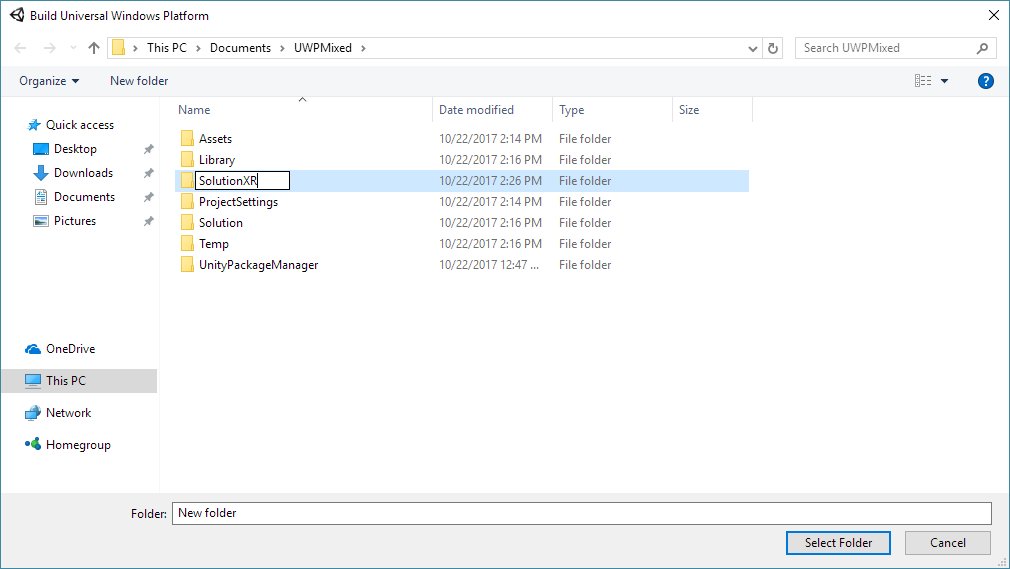 Build Universal Windows Platform
This PC > Documents > UWPMixed >
Search UWPMixed
Organize
New folder
?
Name
Date modified
Type
Size
Quick access
Desktop
Downloads
Documents
Pictures
OneDrive
This PC
Network
Homegroup
Assets 10/22/2017 2:14 PM File folder
Library 10/22/2017 2:16 PM File folder
SolutionXR 10/22/2017 2:26 PM File folder
ProjectSettings 10/22/2017 2:14 PM File folder
Solution 10/22/2017 2:16 PM File folder
Temp 10/22/2017 2:16 PM File folder
UnityPackageManager 10/22/2017 12:47 ... File folder
Folder: New folder
Select Folder
Cancel